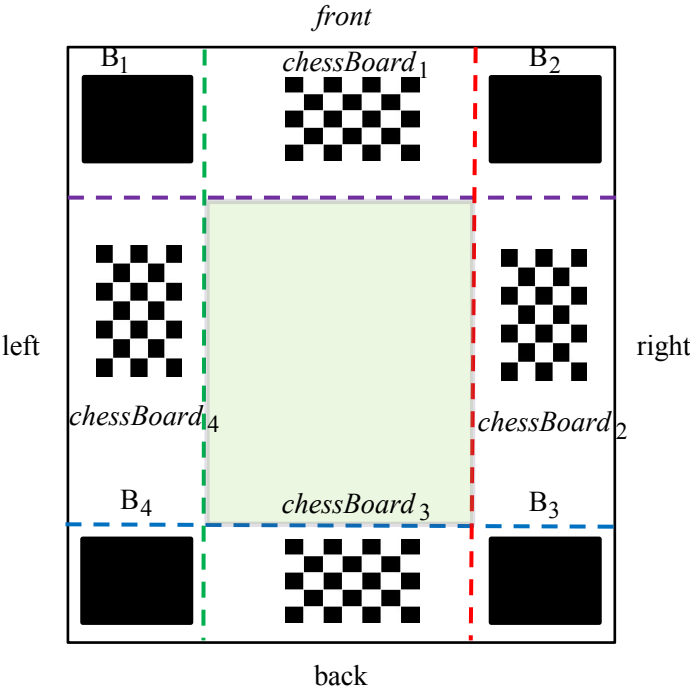 front
B1
chessBoard1
B2
left
right
chessBoard4
chessBoard2
B4
chessBoard3
B3
back